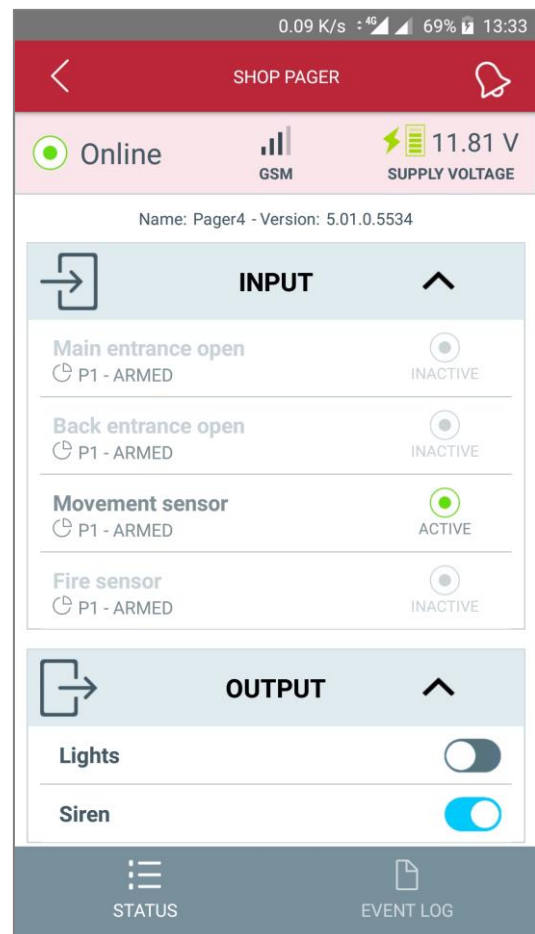 0.09 K/s 4G 69% 13:33
SHOP PAGER
Online GSM 11.81 V
SUPPLY VOLTAGE
Name: Pager4 - Version: 5.01.0.5534
INPUT
Main entrance open
P1 - ARMED INACTIVE
Back entrance open
P1 - ARMED INACTIVE
Movement sensor
P1 - ARMED ACTIVE
Fire sensor
P1 - ARMED INACTIVE
OUTPUT
Lights
Siren
STATUS EVENT LOG